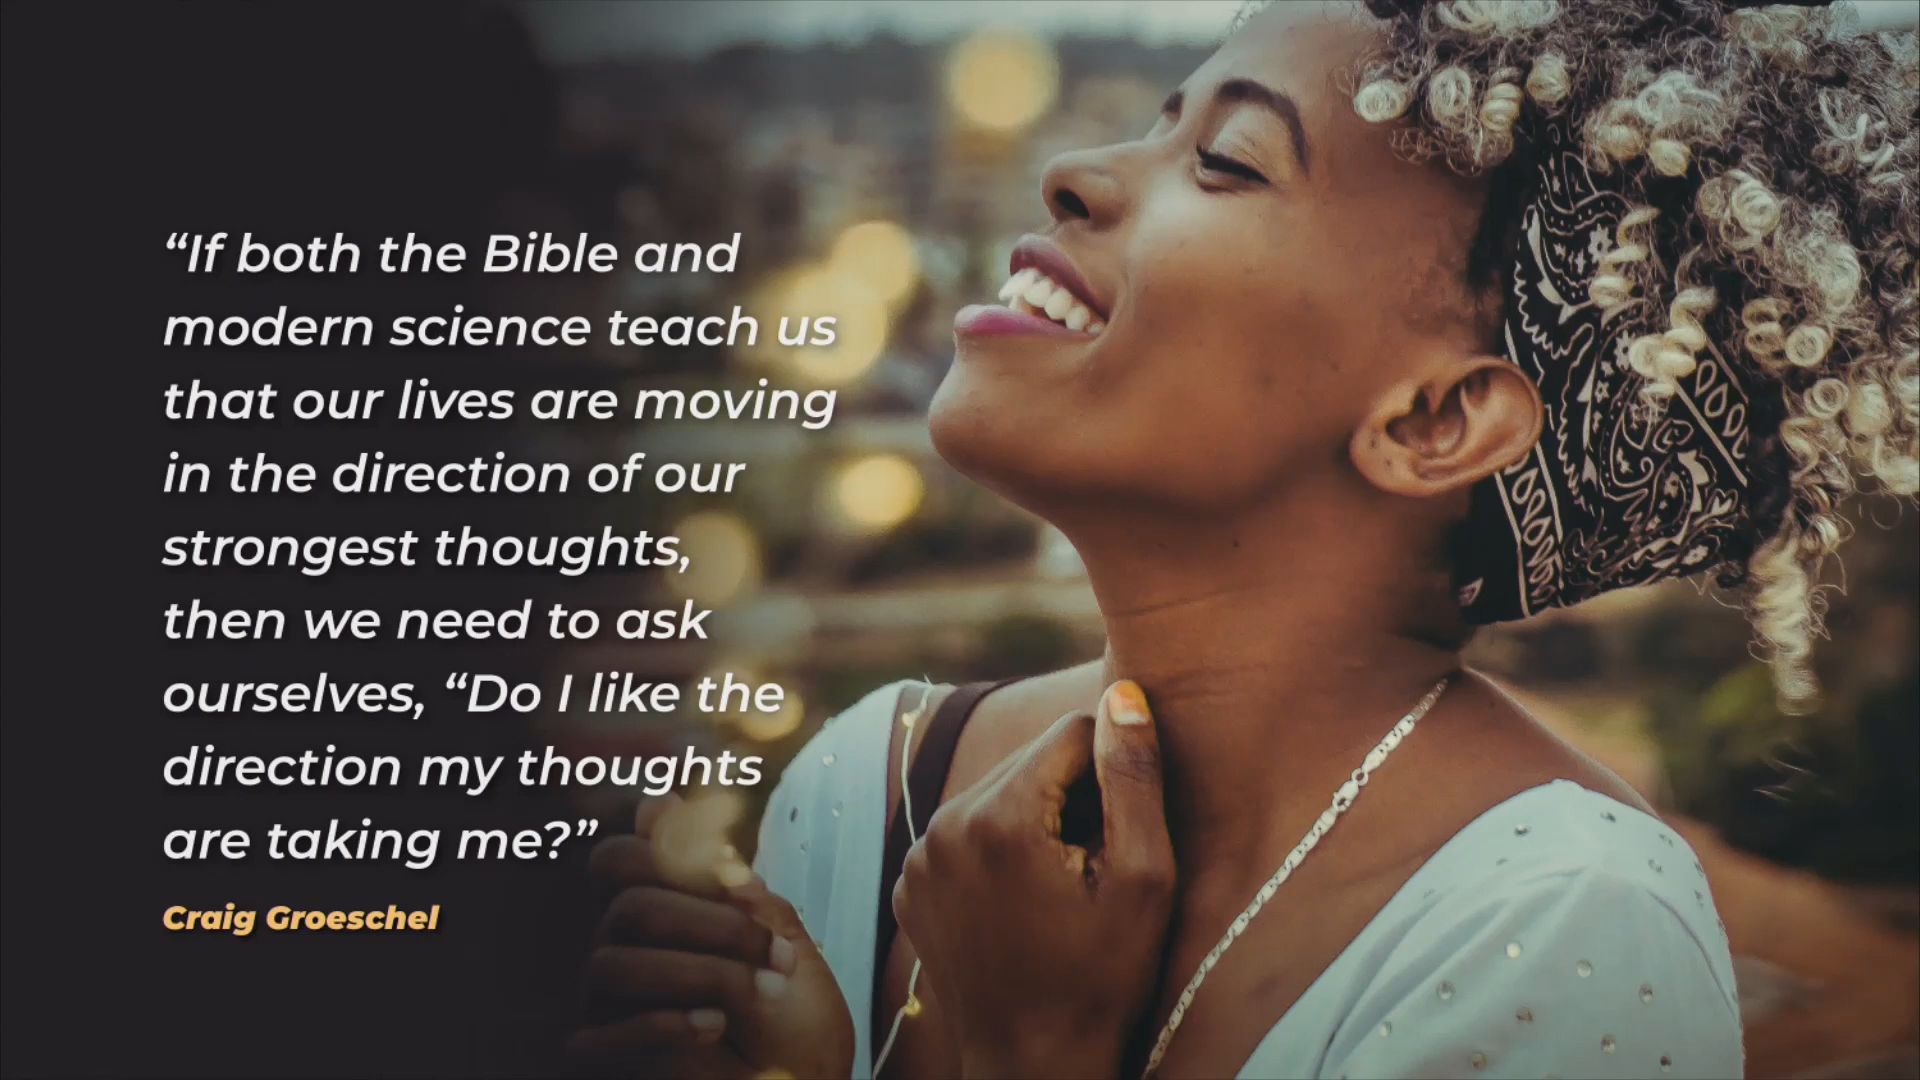 “If both the Bible and
modern science teach us
that our lives are moving
in the direction of our
strongest thoughts,
then we need to ask
ourselves, “Do I like the
direction my thoughts
are taking me?”
Craig Groeschel